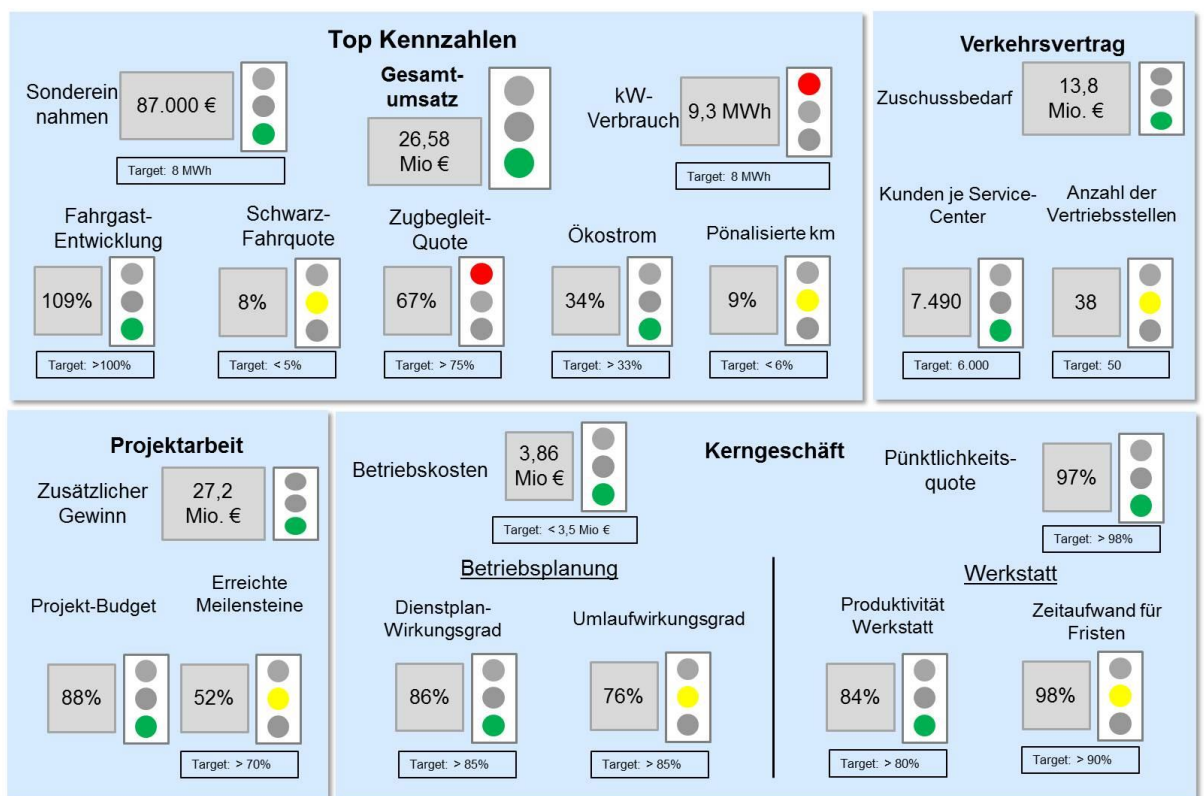 Top Kennzahlen
Sonderein
nahmen
87.000 €
Target: 8 MWh
Gesamt-
umsatz
26,58
Mio €
kW-
Verbrauch
9,3 MWh
Target: 8 MWh
Fahrgast-
Entwicklung
109%
Target: >100%
Schwarz-
Fahrquote
8%
Target: < 5%
Zugbegleit-
Quote
67%
Target: > 75%
Ökostrom
34%
Target: > 33%
Pönalisierte km
9%
Target: < 6%
Verkehrsvertrag
Zuschussbedarf
13,8
Mio. €
Kunden je Service-
Center
7.490
Target: 6.000
Anzahl der
Vertriebsstellen
38
Target: 50
Projektarbeit
Zusätzlicher
Gewinn
27,2
Mio. €
Projekt-Budget
88%
Erreichte
Meilensteine
52%
Target: > 70%
Kerngeschäft
Betriebskosten
3,86
Mio €
Target: < 3,5 Mio €
Pünktlichkeits-
quote
97%
Target: > 98%
Betriebsplanung
Dienstplan-
Wirkungsgrad
86%
Target: > 85%
Umlaufwirkungsgrad
76%
Target: > 85%
Werkstatt
Produktivität
Werkstatt
84%
Target: > 80%
Zeitaufwand für
Fristen
98%
Target: > 90%